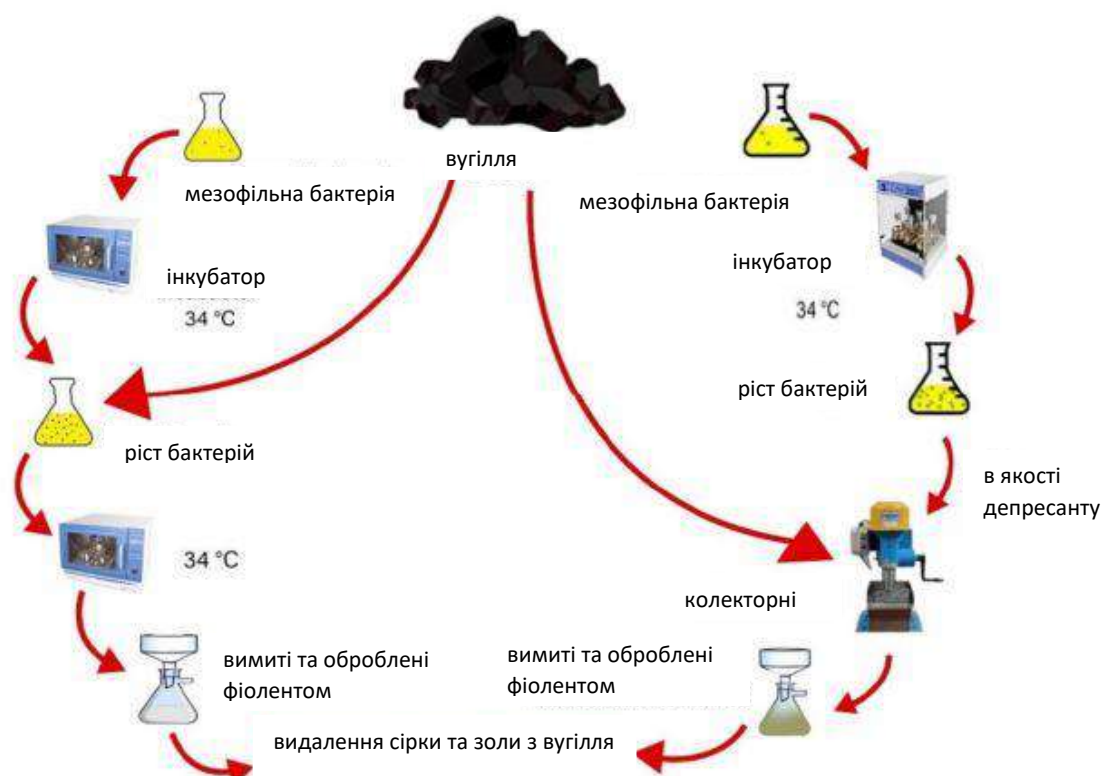 вугілля
мезофільна бактерія
мезофільна бактерія
інкубатор
34 °C
інкубатор
34 °C
ріст бактерій
ріст бактерій
в якості
депресанту
34 °C
колекторні
вимиті та оброблені
фіолентом
вимиті та оброблені
фіолентом
видалення сірки та золи з вугілля